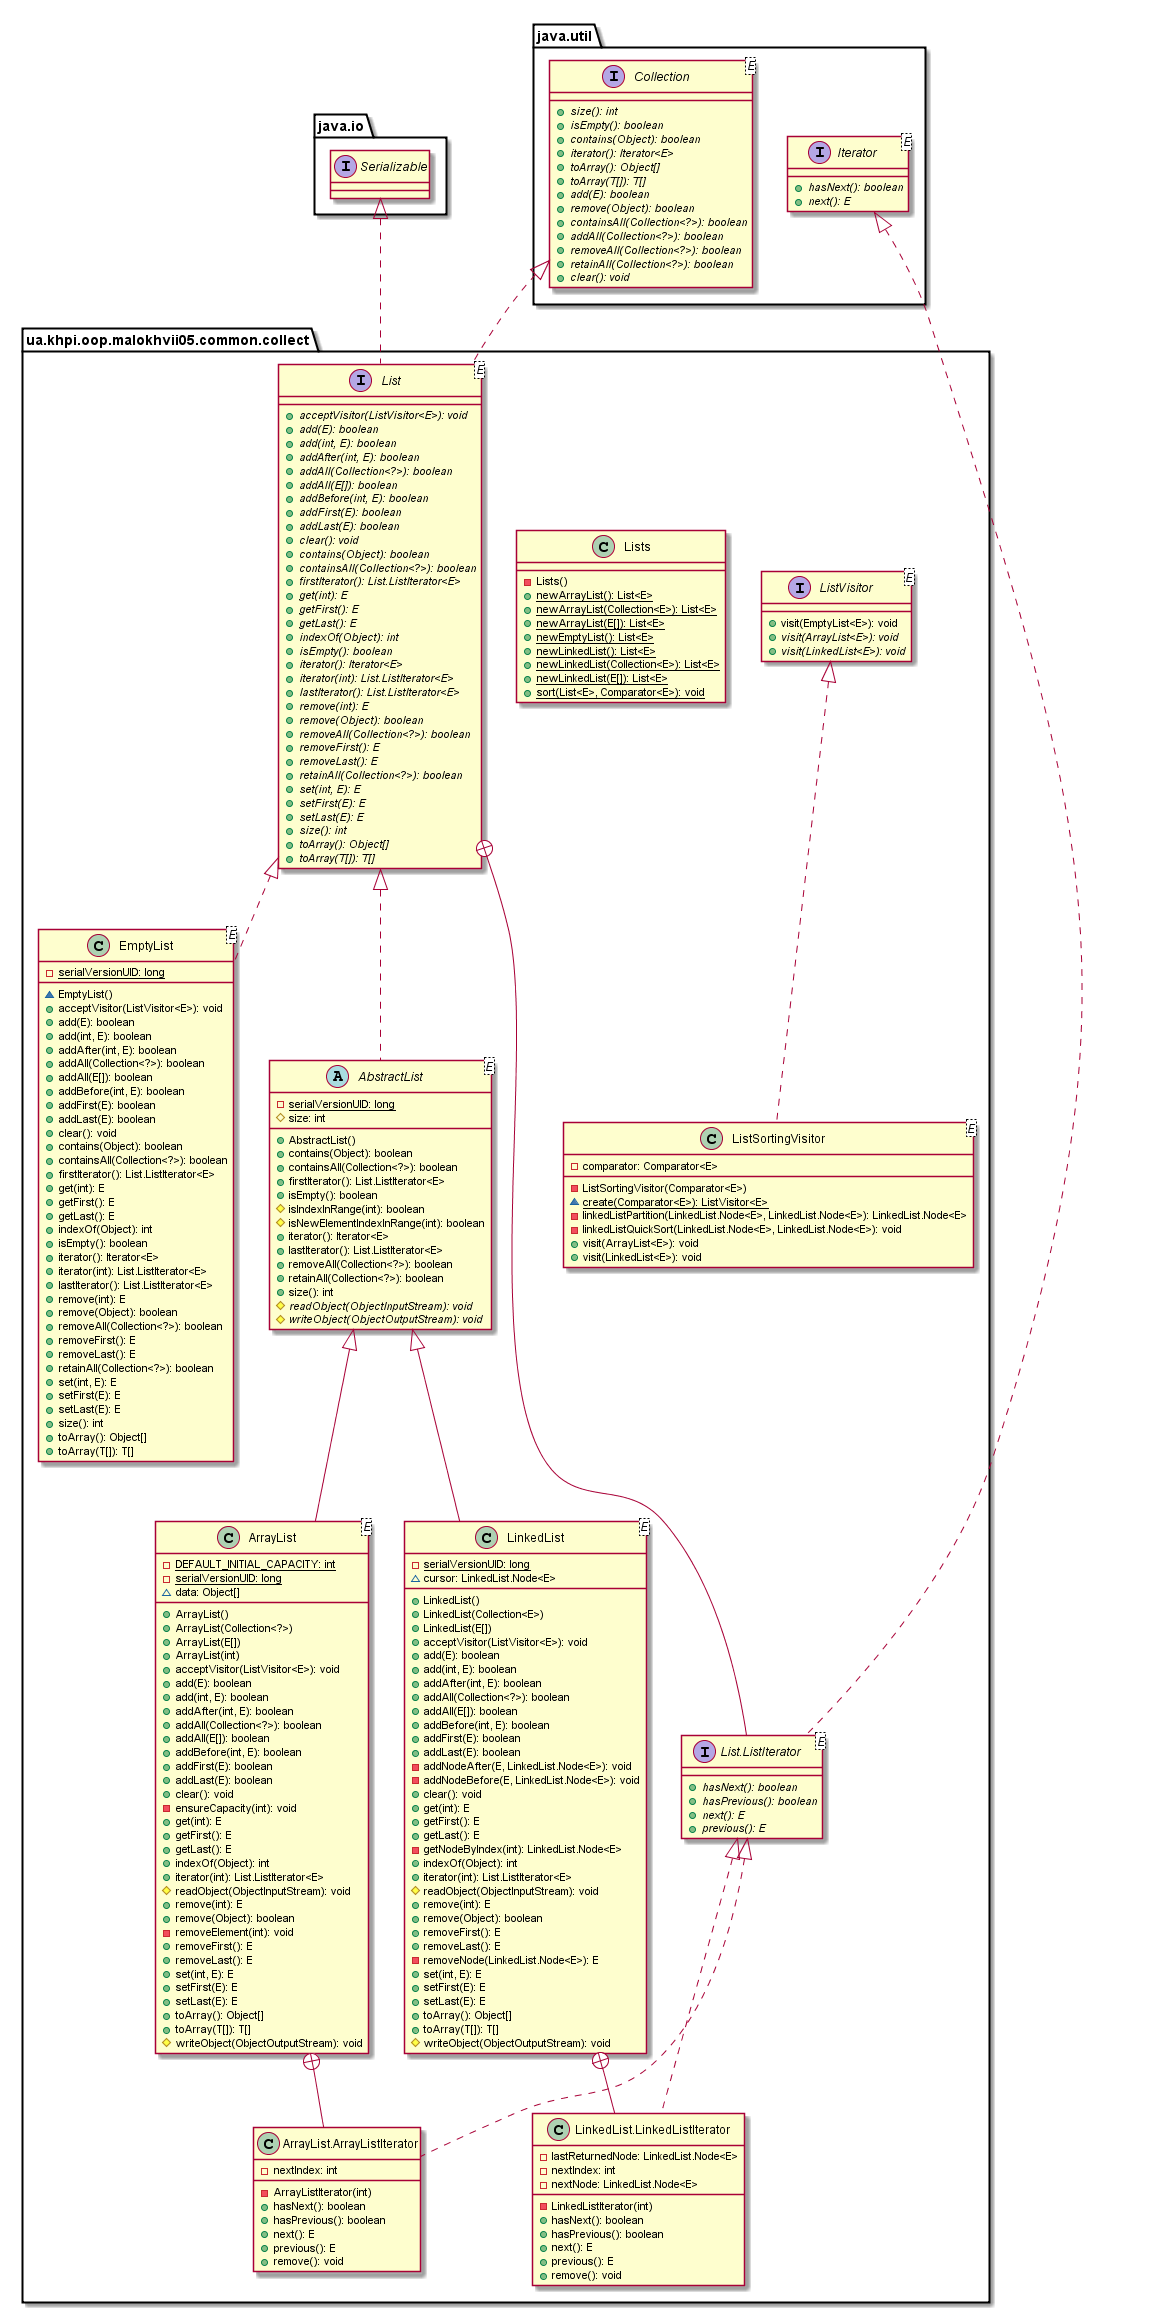 java.util
I Collection E
size(): int
isEmpty(): boolean
contains(Object): boolean
iterator(): Iterator<E>
toArray(): Object[]
toArray(T[]): T[]
add(E): boolean
remove(Object): boolean
containsAll(Collection<?>): boolean
addAll(Collection<?>): boolean
removeAll(Collection<?>): boolean
retainAll(Collection<?>): boolean
clear(): void
I Iterator E
hasNext(): boolean
next(): E
java.io
I Serializable
ua.khpi.oop.malokhvii05.common.collect
I List E
acceptVisitor(ListVisitor<E>): void
add(E): boolean
add(int, E): boolean
addAfter(int, E): boolean
addAll(Collection<?>): boolean
addAll(E[]): boolean
addBefore(int, E): boolean
addFirst(E): boolean
addLast(E): boolean
clear(): void
contains(Object): boolean
containsAll(Collection<?>): boolean
firstIterator(): List.ListIterator<E>
get(int): E
getFirst(): E
getLast(): E
indexOf(Object): int
isEmpty(): boolean
iterator(): Iterator<E>
iterator(int): List.ListIterator<E>
lastIterator(): List.ListIterator<E>
remove(int): E
remove(Object): boolean
removeAll(Collection<?>): boolean
removeFirst(): E
removeLast(): E
retainAll(Collection<?>): boolean
set(int, E): E
setFirst(E): E
setLast(E): E
size(): int
toArray(): Object[]
toArray(T[]): T[]
C Lists
Lists()
newArrayList(): List<E>
newArrayList(Collection<E>): List<E>
newArrayList(E[]): List<E>
newEmptyList(): List<E>
newLinkedList(): List<E>
newLinkedList(Collection<E>): List<E>
newLinkedList(E[]): List<E>
sort(List<E>, Comparator<E>): void
I ListVisitor E
visit(EmptyList<E>): void
visit(ArrayList<E>): void
visit(LinkedList<E>): void
C EmptyList E
serialVersionUID: long
EmptyList()
acceptVisitor(ListVisitor<E>): void
add(E): boolean
add(int, E): boolean
addAfter(int, E): boolean
addAll(Collection<?>): boolean
addAll(E[]): boolean
addBefore(int, E): boolean
addFirst(E): boolean
addLast(E): boolean
clear(): void
contains(Object): boolean
containsAll(Collection<?>): boolean
firstIterator(): List.ListIterator<E>
get(int): E
getFirst(): E
getLast(): E
indexOf(Object): int
isEmpty(): boolean
iterator(): Iterator<E>
iterator(int): List.ListIterator<E>
lastIterator(): List.ListIterator<E>
remove(int): E
remove(Object): boolean
removeAll(Collection<?>): boolean
removeFirst(): E
removeLast(): E
retainAll(Collection<?>): boolean
set(int, E): E
setFirst(E): E
setLast(E): E
size(): int
toArray(): Object[]
toArray(T[]): T[]
A AbstractList E
serialVersionUID: long
size: int
AbstractList()
contains(Object): boolean
containsAll(Collection<?>): boolean
firstIterator(): List.ListIterator<E>
isEmpty(): boolean
isIndexInRange(int): boolean
isNewElementIndexInRange(int): boolean
iterator(): Iterator<E>
lastIterator(): List.ListIterator<E>
removeAll(Collection<?>): boolean
retainAll(Collection<?>): boolean
size(): int
readObject(ObjectInputStream): void
writeObject(ObjectOutputStream): void
C ListSortingVisitor E
comparator: Comparator<E>
ListSortingVisitor(Comparator<E>)
create(Comparator<E>): ListVisitor<E>
linkedListPartition(LinkedList.Node<E>, LinkedList.Node<E>): LinkedList.Node<E>
linkedListQuickSort(LinkedList.Node<E>, LinkedList.Node<E>): void
visit(ArrayList<E>): void
visit(LinkedList<E>): void
C ArrayList E
DEFAULT_INITIAL_CAPACITY: int
serialVersionUID: long
data: Object[]
ArrayList()
ArrayList(Collection<?>)
ArrayList(E[])
ArrayList(int)
acceptVisitor(ListVisitor<E>): void
add(E): boolean
add(int, E): boolean
addAfter(int, E): boolean
addAll(Collection<?>): boolean
addAll(E[]): boolean
addBefore(int, E): boolean
addFirst(E): boolean
addLast(E): boolean
clear(): void
ensureCapacity(int): void
get(int): E
getFirst(): E
getLast(): E
indexOf(Object): int
iterator(int): List.ListIterator<E>
readObject(ObjectInputStream): void
remove(int): E
remove(Object): boolean
removeElement(int): void
removeFirst(): E
removeLast(): E
set(int, E): E
setFirst(E): E
setLast(E): E
toArray(): Object[]
toArray(T[]): T[]
writeObject(ObjectOutputStream): void
C LinkedList E
serialVersionUID: long
cursor: LinkedList.Node<E>
LinkedList()
LinkedList(Collection<E>)
LinkedList(E[])
acceptVisitor(ListVisitor<E>): void
add(E): boolean
add(int, E): boolean
addAfter(int, E): boolean
addAll(Collection<?>): boolean
addAll(E[]): boolean
addBefore(int, E): boolean
addFirst(E): boolean
addLast(E): boolean
addNodeAfter(E, LinkedList.Node<E>): void
addNodeBefore(E, LinkedList.Node<E>): void
clear(): void
get(int): E
getFirst(): E
getLast(): E
getNodeByIndex(int): LinkedList.Node<E>
indexOf(Object): int
iterator(int): List.ListIterator<E>
readObject(ObjectInputStream): void
remove(int): E
remove(Object): boolean
removeFirst(): E
removeLast(): E
removeNode(LinkedList.Node<E>): E
set(int, E): E
setFirst(E): E
setLast(E): E
toArray(): Object[]
toArray(T[]): T[]
writeObject(ObjectOutputStream): void
I List.ListIterator E
hasNext(): boolean
hasPrevious(): boolean
next(): E
previous(): E
C ArrayList.ArrayListIterator
nextIndex: int
ArrayListIterator(int)
hasNext(): boolean
hasPrevious(): boolean
next(): E
previous(): E
remove(): void
C LinkedList.LinkedListIterator
lastReturnedNode: LinkedList.Node<E>
nextIndex: int
nextNode: LinkedList.Node<E>
LinkedListIterator(int)
hasNext(): boolean
hasPrevious(): boolean
next(): E
previous(): E
remove(): void